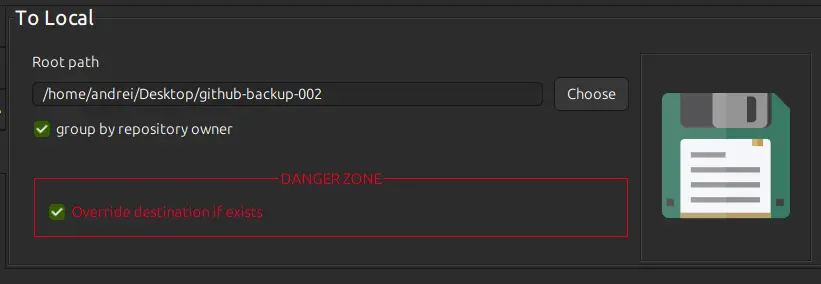 To Local
Root path
/home/andrei/Desktop/github-backup-002
Choose
group by repository owner
DANGER ZONE
Override destination if exists